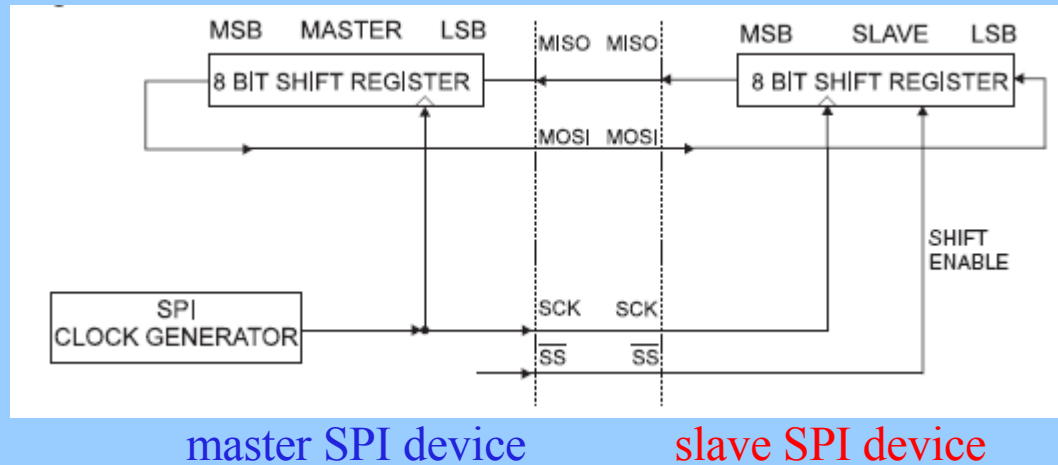 MSB MASTER LSB
MISO MISO
MSB SLAVE LSB
8 BIT SHIFT REGISTER
8 BIT SHIFT REGISTER
MOSI MOSI
SHIFT
ENABLE
SPI
CLOCK GENERATOR
SCK SCK
SS SS
master SPI device slave SPI device